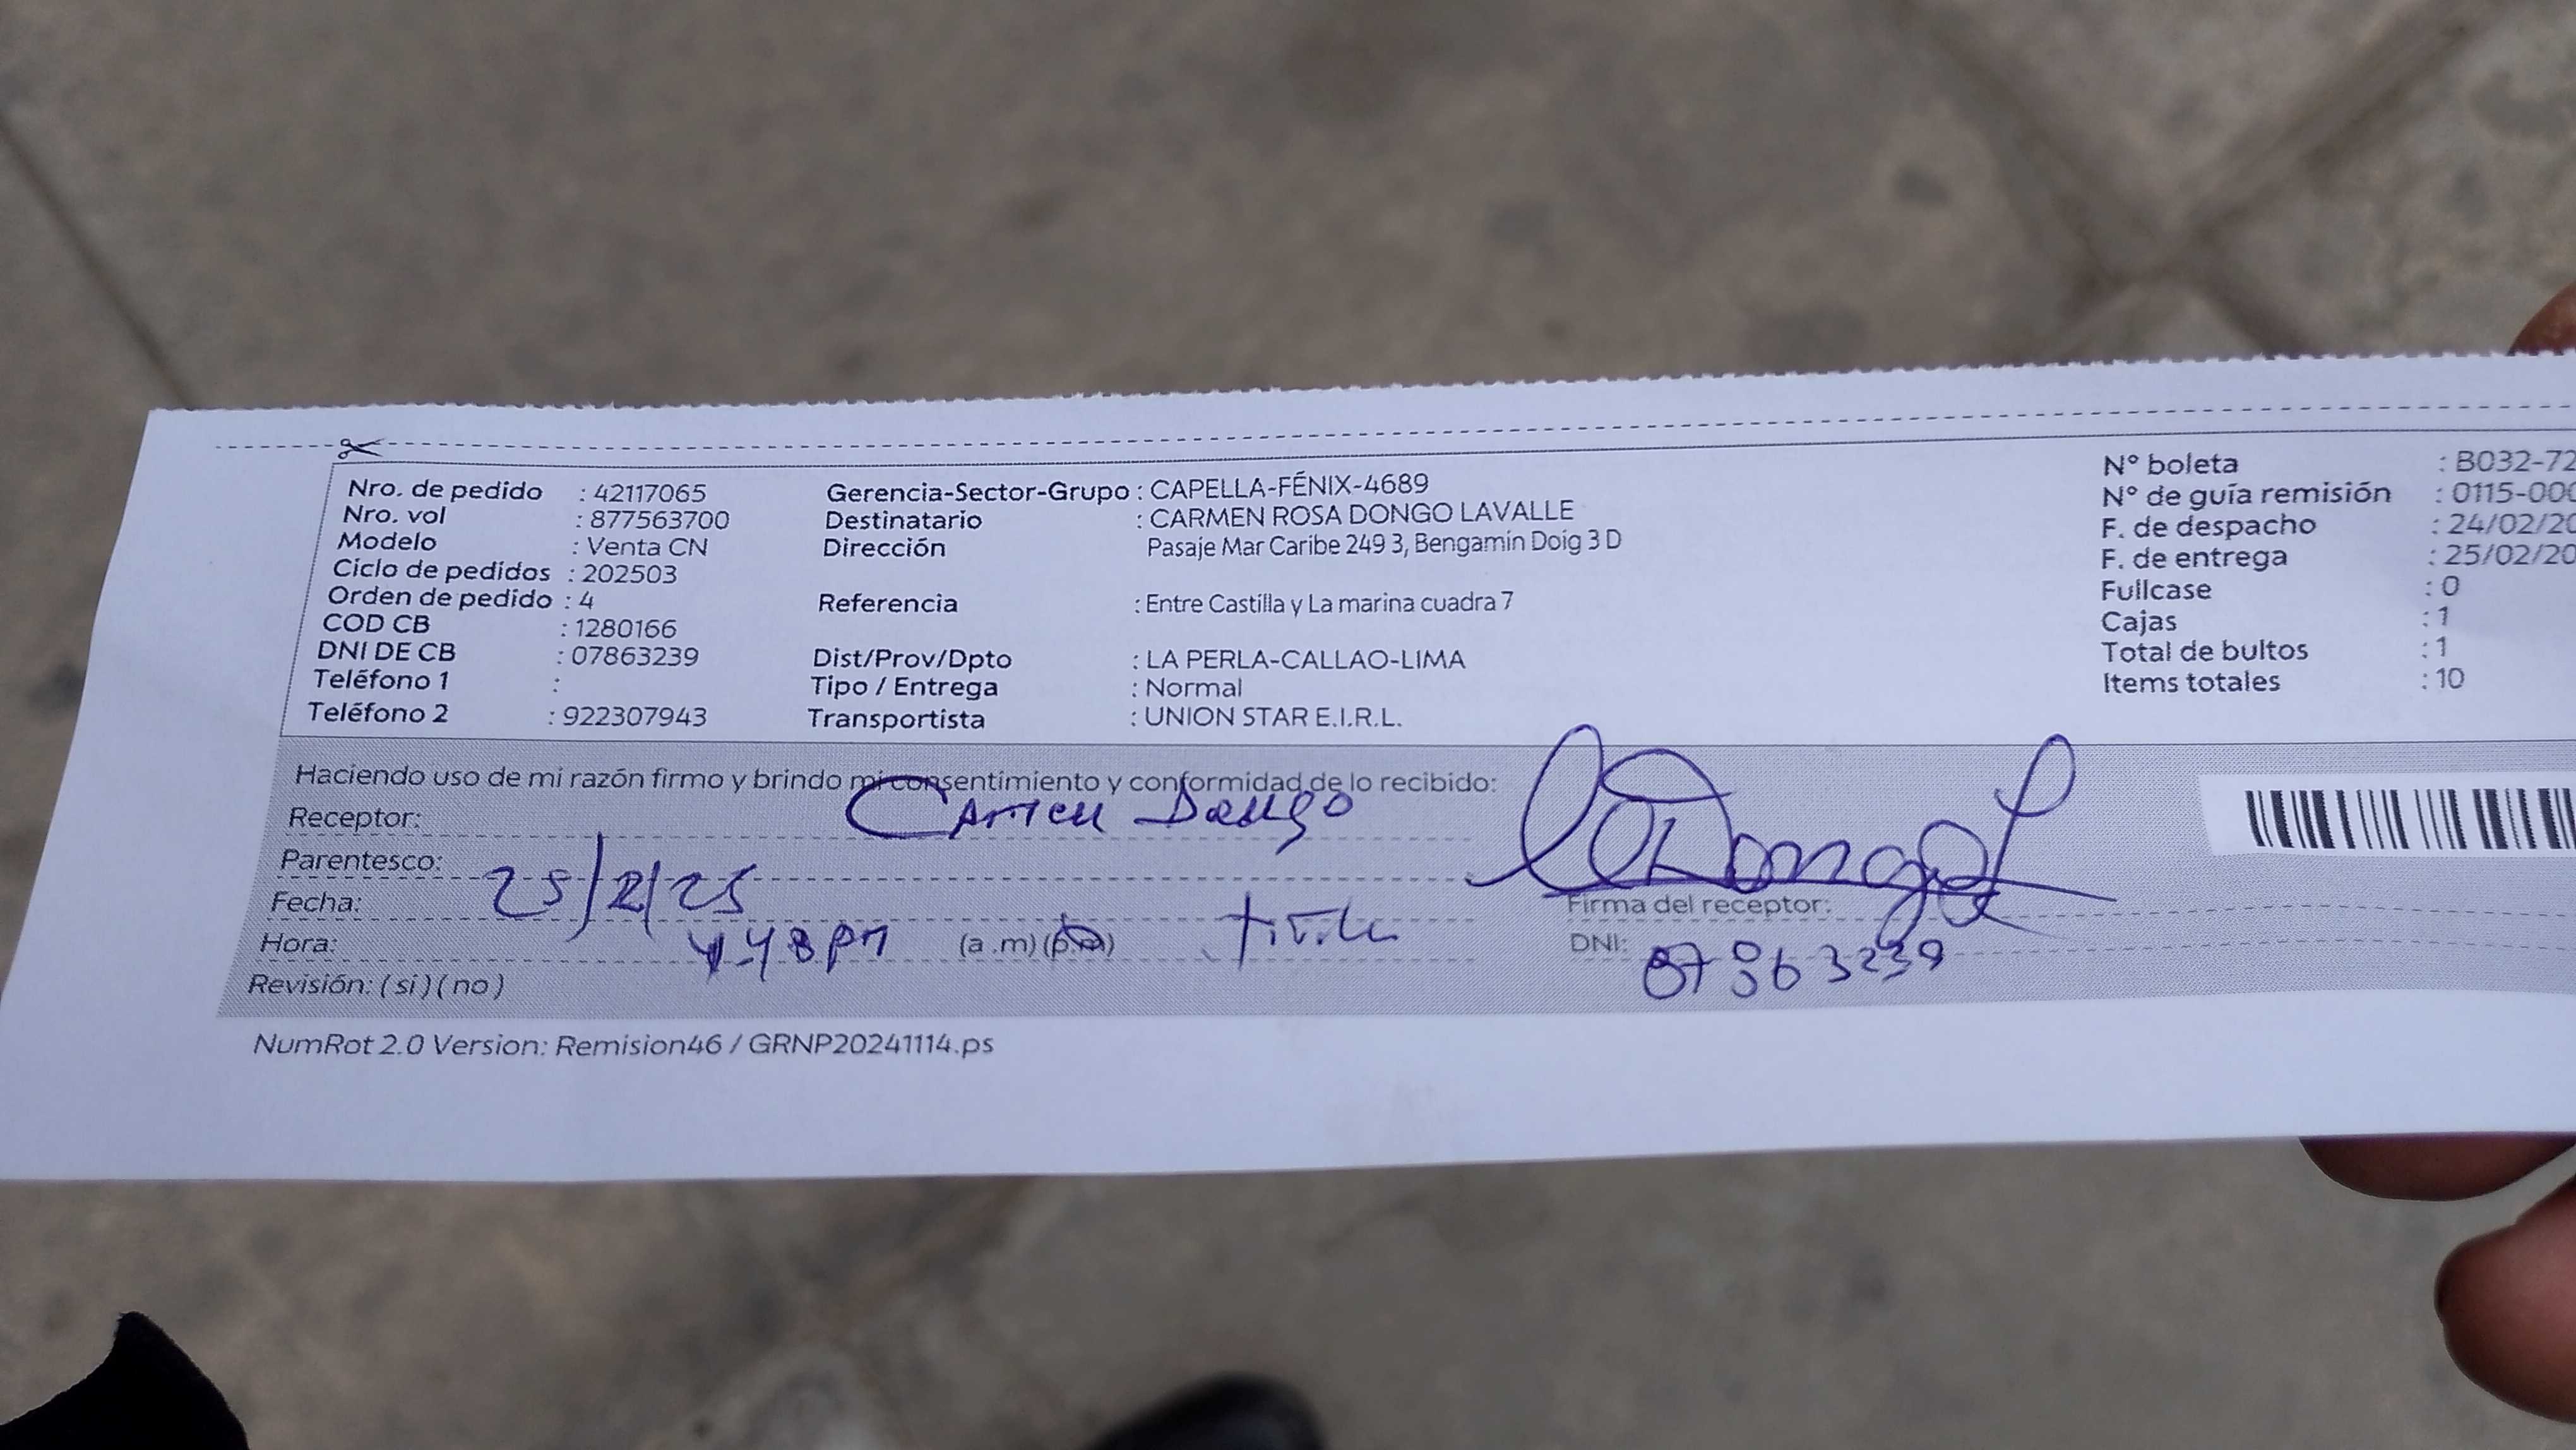 Nro. de pedido : 42117065
Nro. vol : 877563700
Modelo : Venta CN
Ciclo de pedidos : 202503
Orden de pedido : 4
COD CB : 1280166
DNI DE CB : 07863239
Teléfono 1 :
Teléfono 2 : 922307943
Gerencia-Sector-Grupo : CAPELLA-FÉNIX-4689
Destinatario : CARMEN ROSA DONGO LAVALLE
Dirección Pasaje Mar Caribe 249 3, Bengamín Doig 3 D
Referencia : Entre Castilla y La marina cuadra 7
Dist/Prov/Dpto : LA PERLA-CALLAO-LIMA
Tipo / Entrega : Normal
Transportista : UNION STAR E.I.R.L.
N° boleta : B032-72
N° de guía remisión : 0115-000
F. de despacho : 24/02/20
F. de entrega : 25/02/20
Fullcase : 0
Cajas : 1
Total de bultos : 1
Items totales : 10
Haciendo uso de mi razón firmo y brindo mi consentimiento y conformidad de lo recibido:
Receptor: Carmen Dongo
Parentesco:
Fecha: 25/2/25
Hora: 4.48 pm (a.m) (p.m)
Revisión: (si) (no)
Firma del receptor:
DNI: 07863239
NumRot 2.0 Version: Remision46 / GRNP20241114.ps